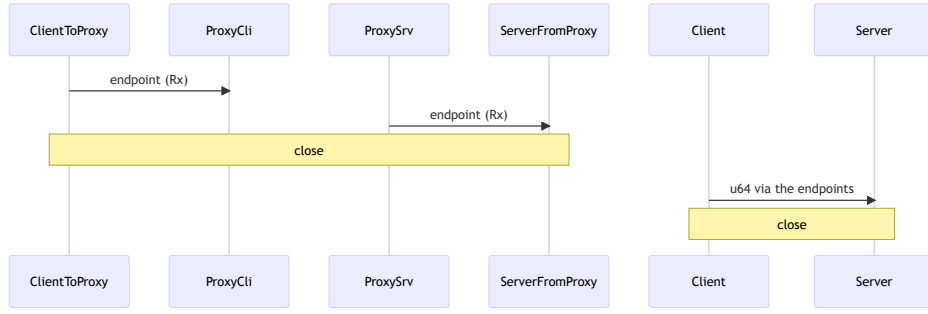 ClientToProxy
ProxyCli
ProxySrv
ServerFromProxy
Client
Server
endpoint (Rx)
endpoint (Rx)
close
u64 via the endpoints
close
ClientToProxy
ProxyCli
ProxySrv
ServerFromProxy
Client
Server